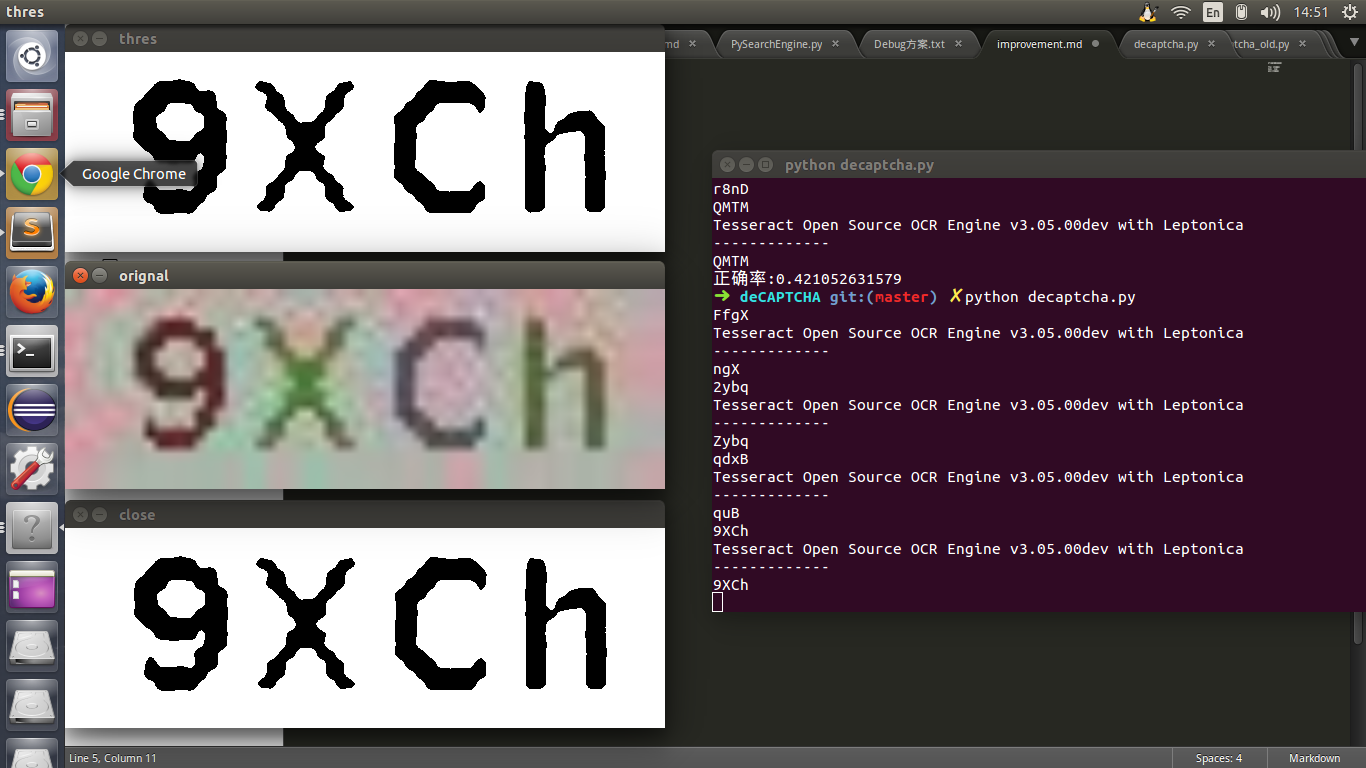 thres
En
14:51
thres
9XCh
Google Chrome
orignal
9XCh
close
9XCh
md ×
PySearchEngine.py ×
Debug方案.txt ×
improvement.md
decaptcha.py ×
tcha_old.py ×
python decaptcha.py
r8nD
QMTM
Tesseract Open Source OCR Engine v3.05.00dev with Leptonica
-------------
QMTM
正确率:0.421052631579
➜ deCAPTCHA git:(master) ✗python decaptcha.py
FfgX
Tesseract Open Source OCR Engine v3.05.00dev with Leptonica
-------------
ngX
2ybq
Tesseract Open Source OCR Engine v3.05.00dev with Leptonica
-------------
Zybq
qdxB
Tesseract Open Source OCR Engine v3.05.00dev with Leptonica
-------------
quB
9XCh
Tesseract Open Source OCR Engine v3.05.00dev with Leptonica
-------------
9XCh
Line 5, Column 11
Spaces: 4
Markdown